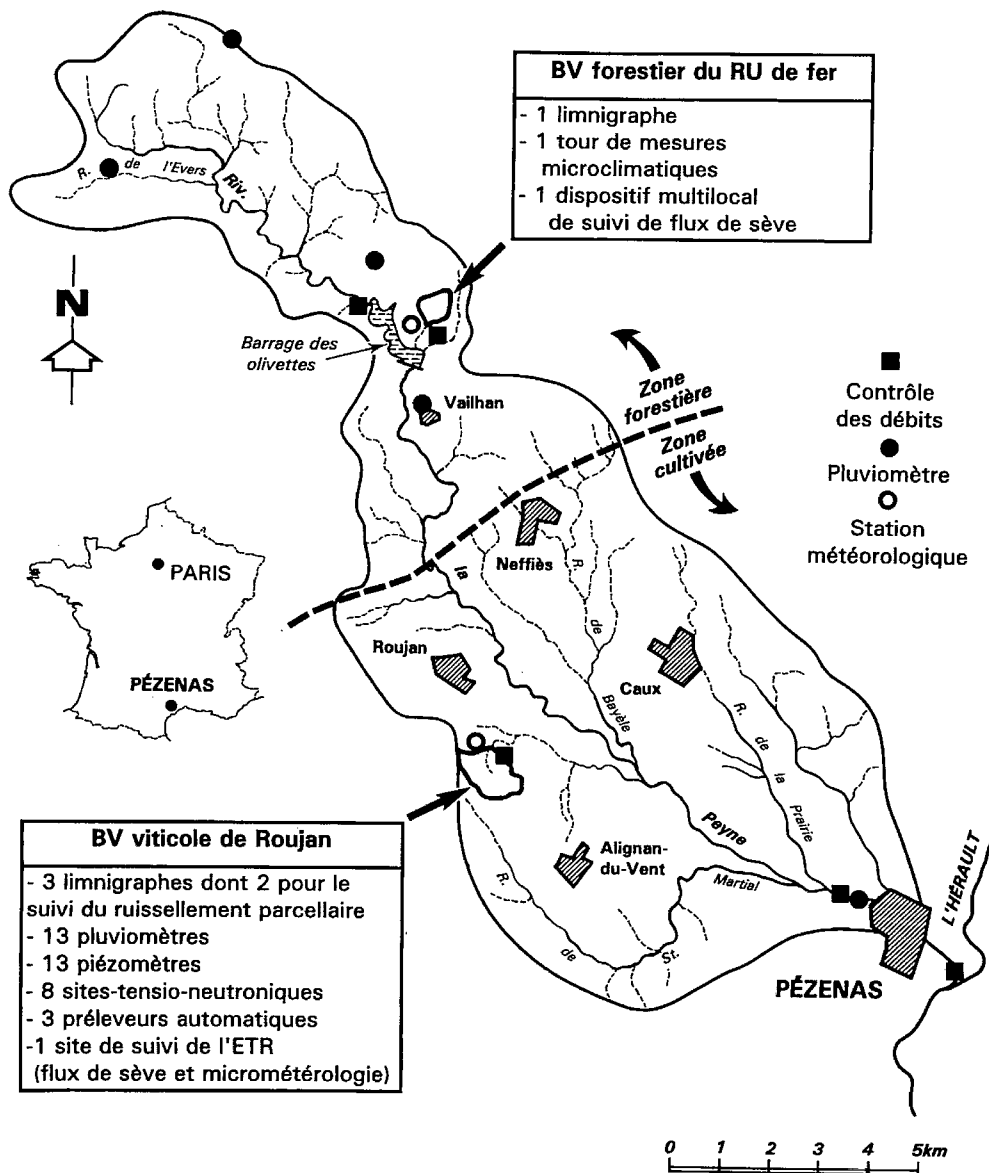 BV forestier du RU de fer
- 1 limnigraphe
- 1 tour de mesures
microclimatiques
- 1 dispositif multilocal
de suivi de flux de sève
R. de l'Evers
Riv.
N
Barrage des
olivettes
Vailhan
Zone
forestière
Zone
cultivée
Contrôle
des débits
Pluviomètre
Station
météorologique
PARIS
PÉZENAS
Neffiès
la
R. de
Bayèle
Roujan
Caux
R. de la Prairie
Peyne
Alignan-
du-Vent
R. de St. Martial
L'HÉRAULT
PÉZENAS
BV viticole de Roujan
- 3 limnigraphes dont 2 pour le
suivi du ruissellement parcellaire
- 13 pluviomètres
- 13 piézomètres
- 8 sites-tensio-neutroniques
- 3 préleveurs automatiques
-1 site de suivi de l'ETR
(flux de sève et micrométérologie)
0 1 2 3 4 5km